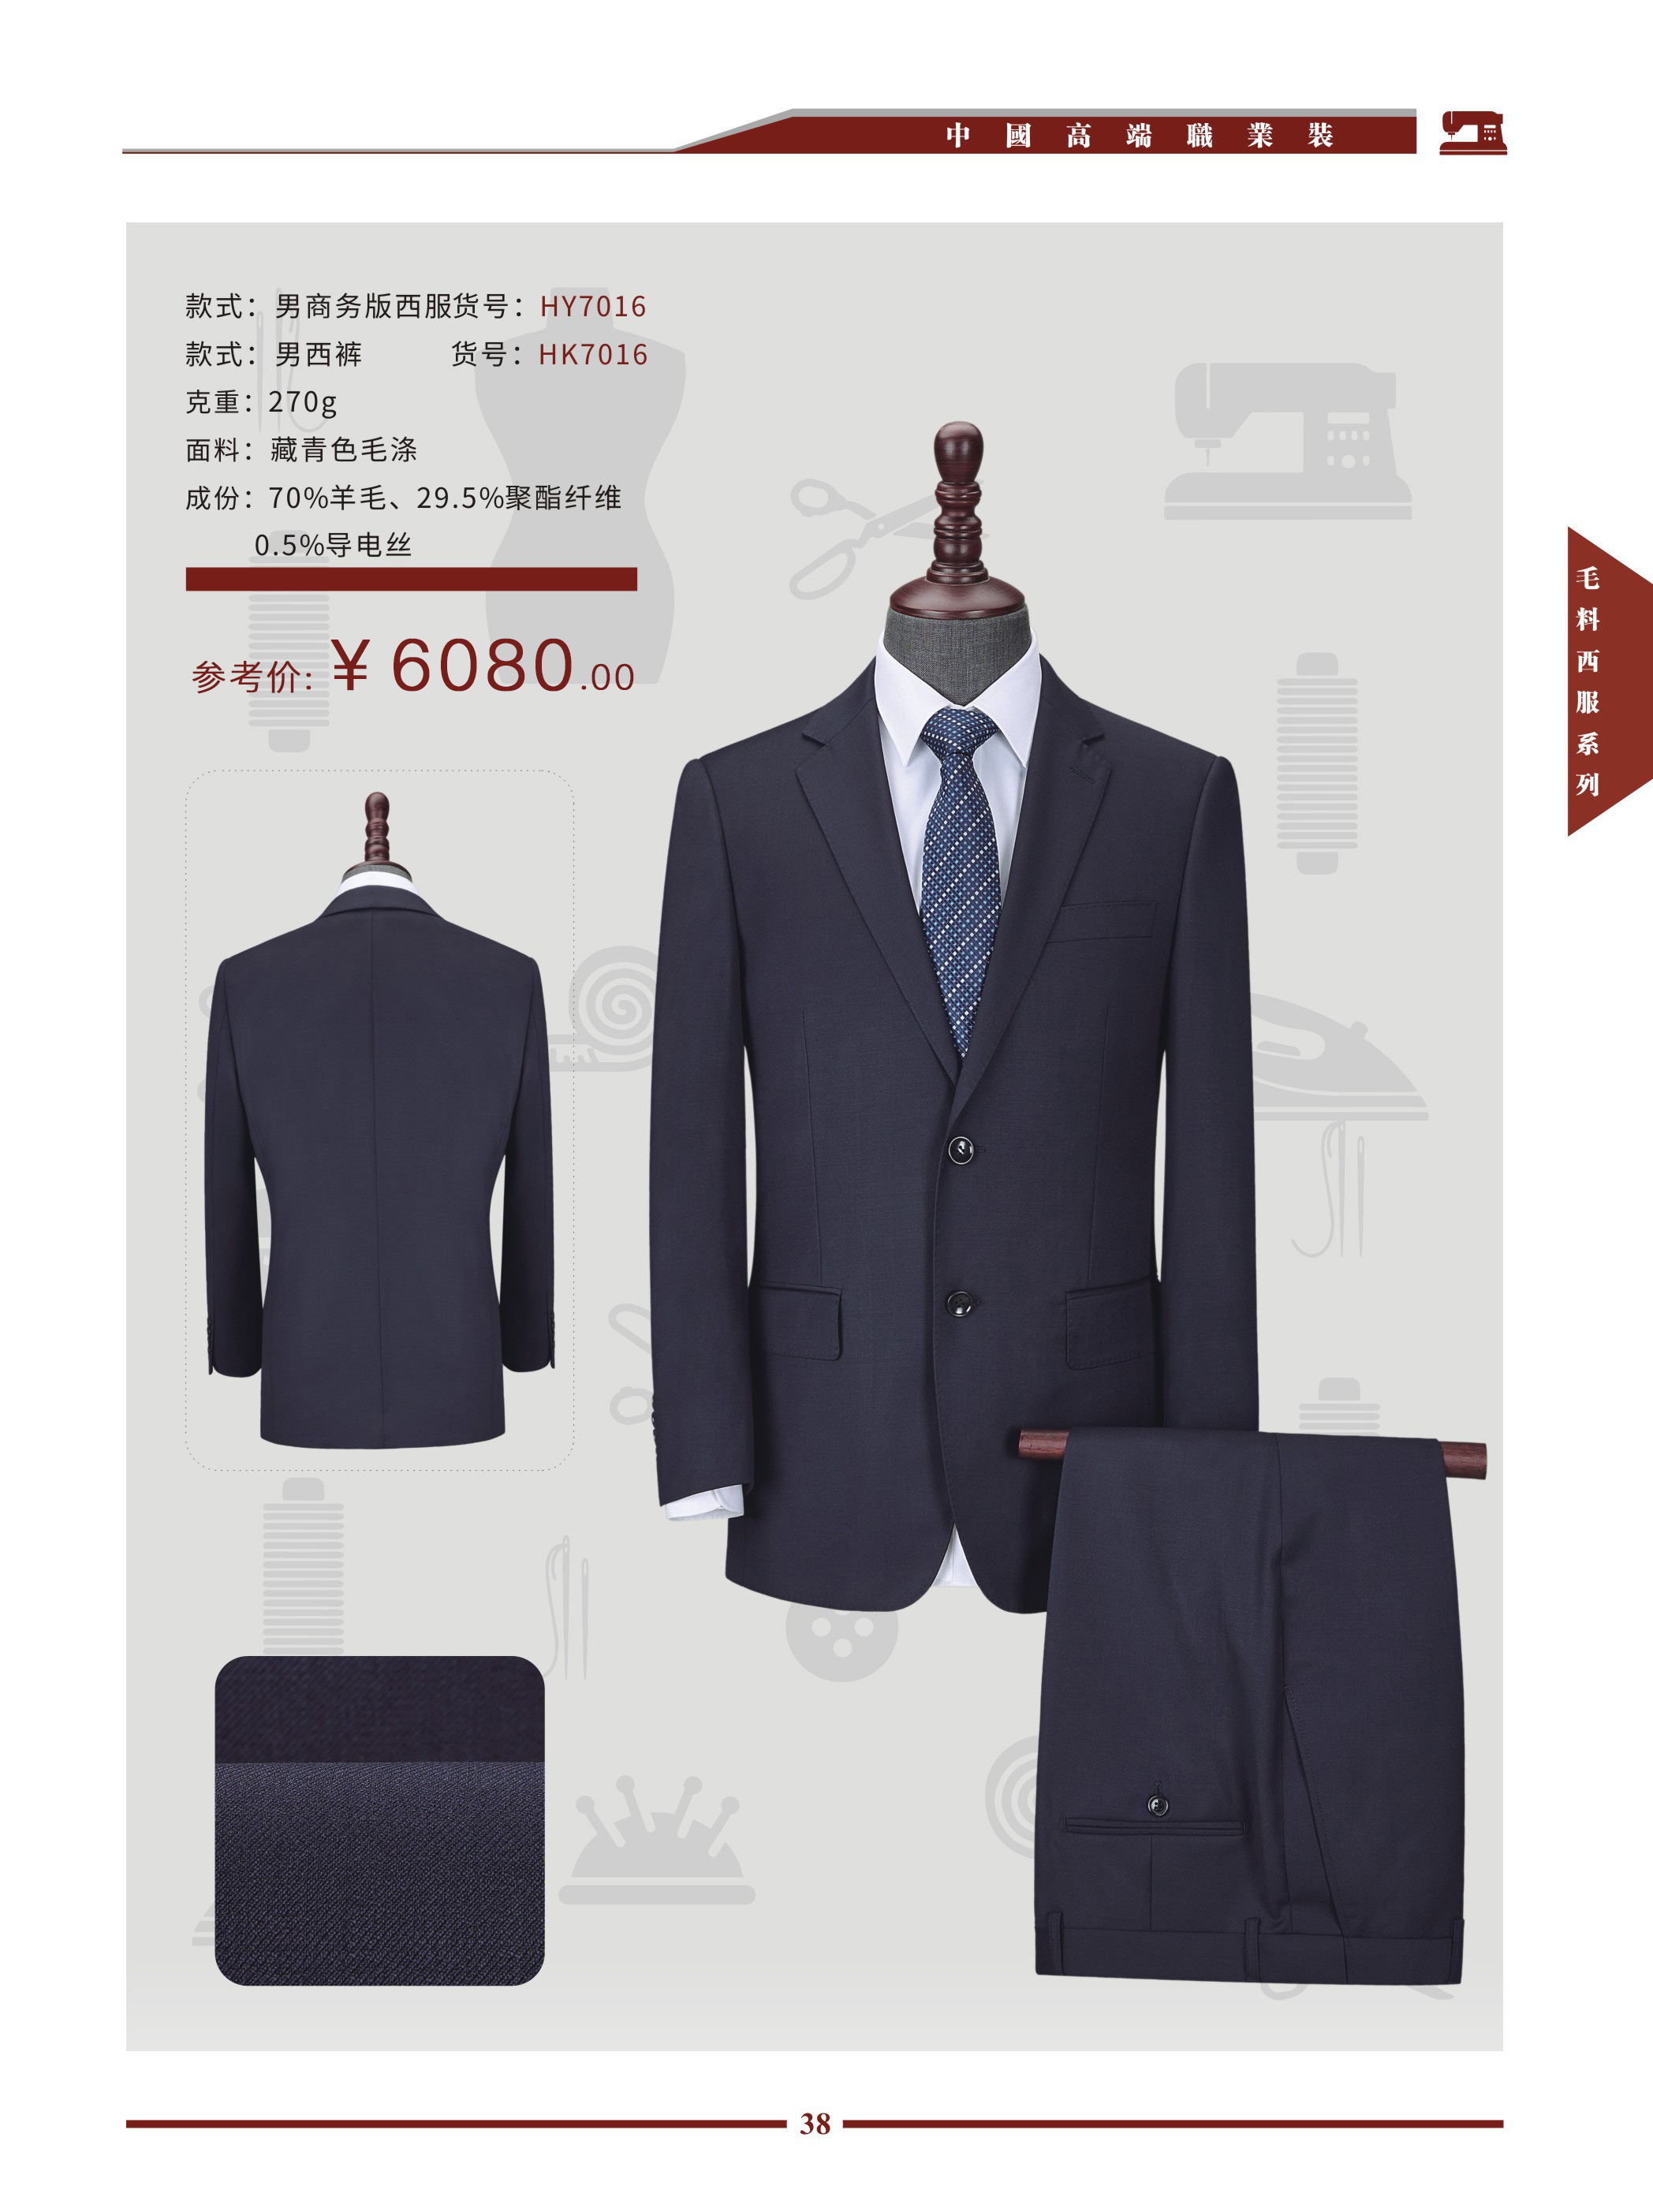 中國高端職業裝
款式：男商务版西服货号：HY7016
款式：男西裤 货号：HK7016
克重：270g
面料：藏青色毛涤
成份：70%羊毛、29.5%聚酯纤维
0.5%导电丝
参考价:￥6080.00
毛料西服系列
38